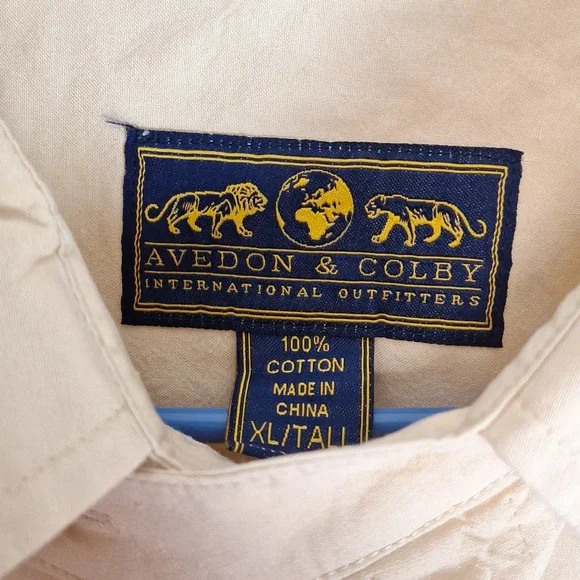 AVEDON & COLBY
INTERNATIONAL OUTFITTERS
100%
COTTON
MADE IN
CHINA
XL/TALL